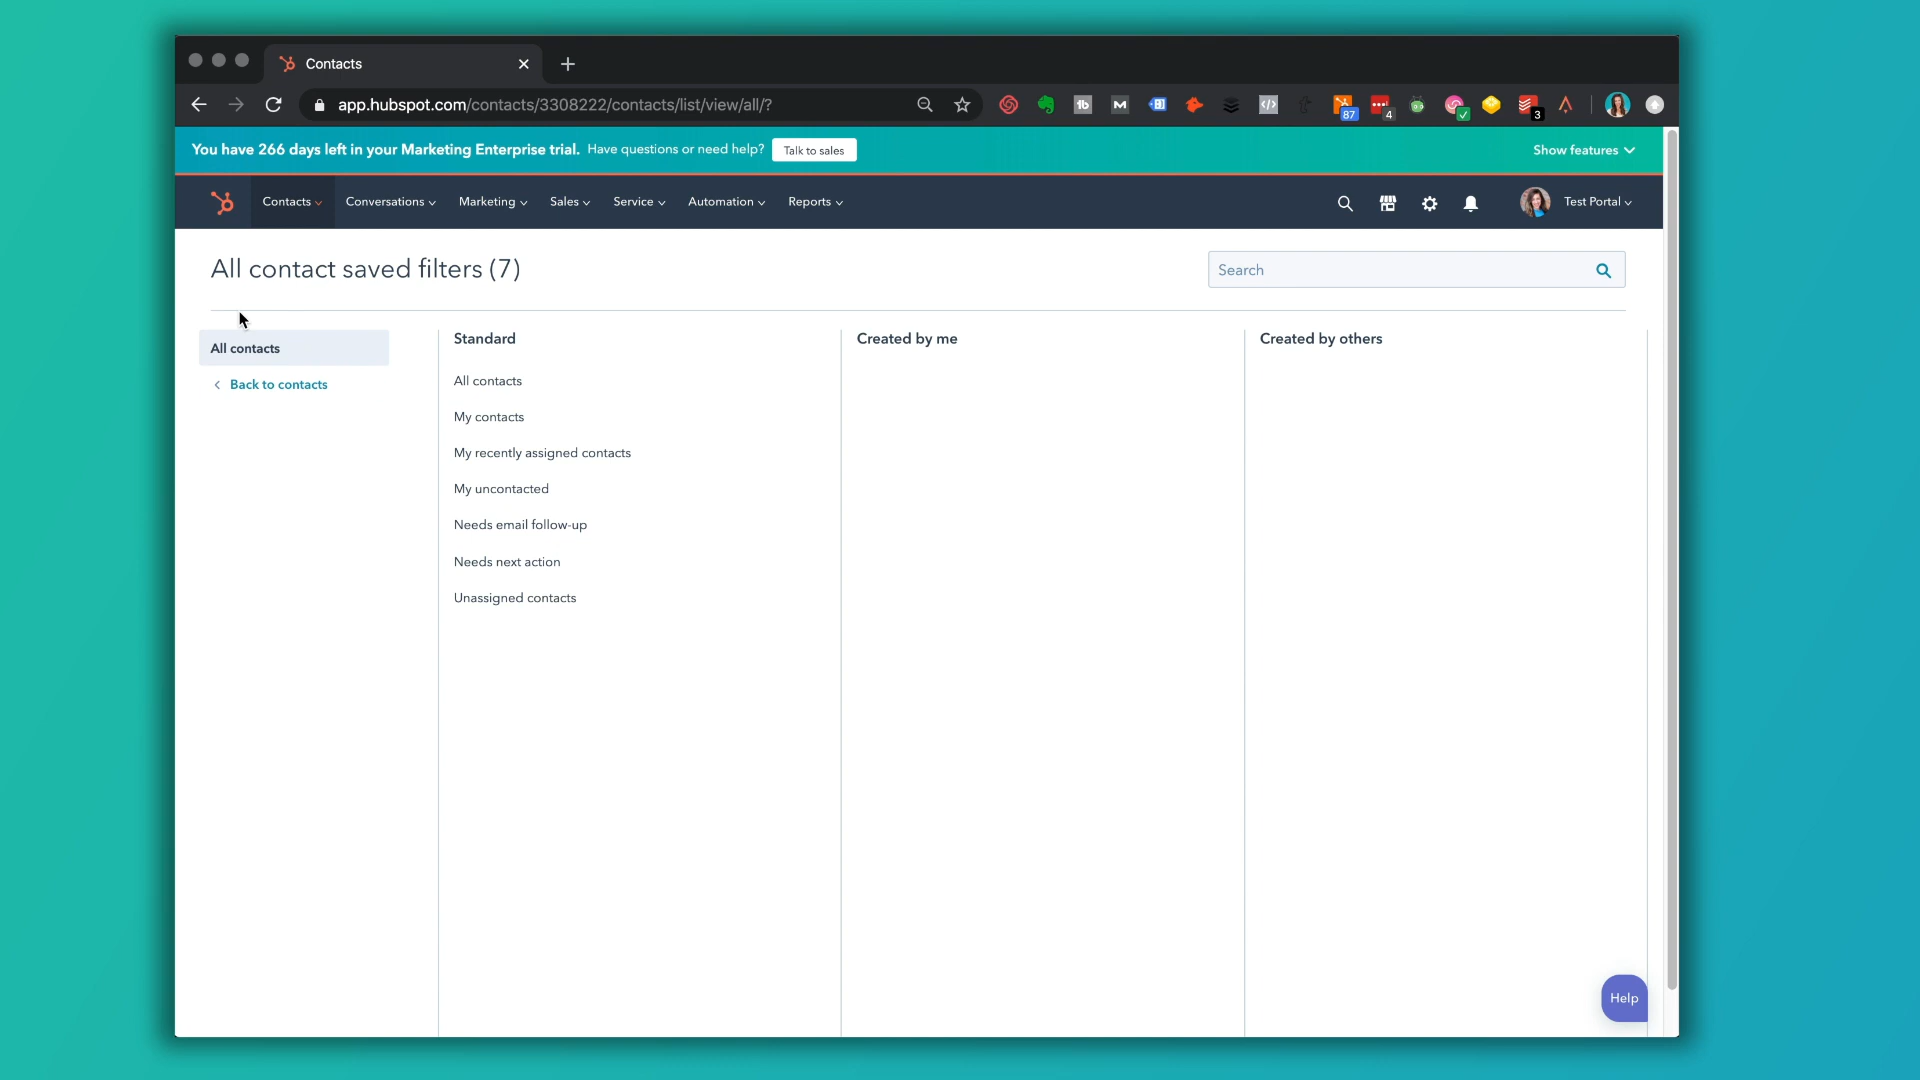 Contacts
app.hubspot.com/contacts/3308222/contacts/list/view/all/?
tb
M
87
4
3
You have 266 days left in your Marketing Enterprise trial. Have questions or need help? Talk to sales Show features
Contacts Conversations Marketing Sales Service Automation Reports Test Portal
All contact saved filters (7)
Search
All contacts
Back to contacts
Standard
All contacts
My contacts
My recently assigned contacts
My uncontacted
Needs email follow-up
Needs next action
Unassigned contacts
Created by me
Created by others
Help